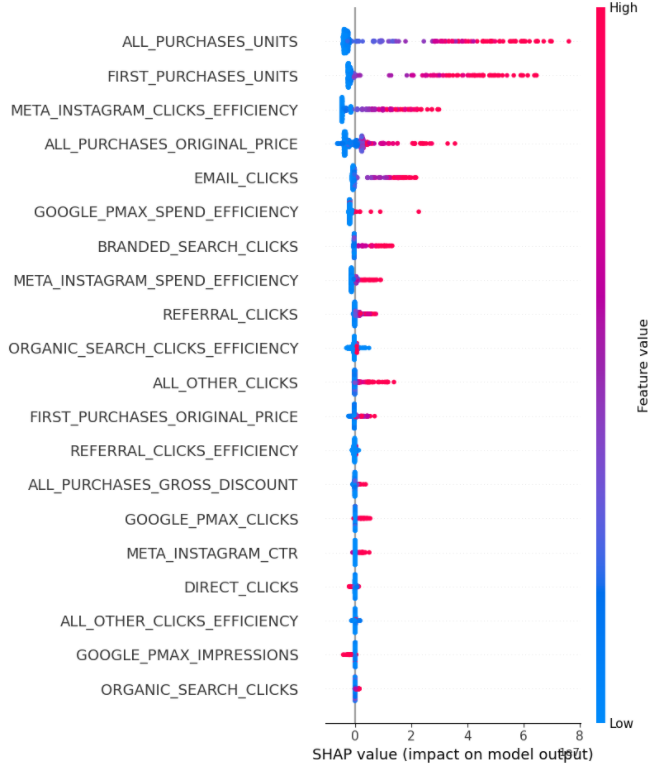 High
ALL_PURCHASES_UNITS
FIRST_PURCHASES_UNITS
META_INSTAGRAM_CLICKS_EFFICIENCY
ALL_PURCHASES_ORIGINAL_PRICE
EMAIL_CLICKS
GOOGLE_PMAX_SPEND_EFFICIENCY
BRANDED_SEARCH_CLICKS
META_INSTAGRAM_SPEND_EFFICIENCY
REFERRAL_CLICKS
ORGANIC_SEARCH_CLICKS_EFFICIENCY
ALL_OTHER_CLICKS
FIRST_PURCHASES_ORIGINAL_PRICE
REFERRAL_CLICKS_EFFICIENCY
ALL_PURCHASES_GROSS_DISCOUNT
GOOGLE_PMAX_CLICKS
META_INSTAGRAM_CTR
DIRECT_CLICKS
ALL_OTHER_CLICKS_EFFICIENCY
GOOGLE_PMAX_IMPRESSIONS
ORGANIC_SEARCH_CLICKS
Feature value
Low
0 2 4 6 8
SHAP value (impact on model output)